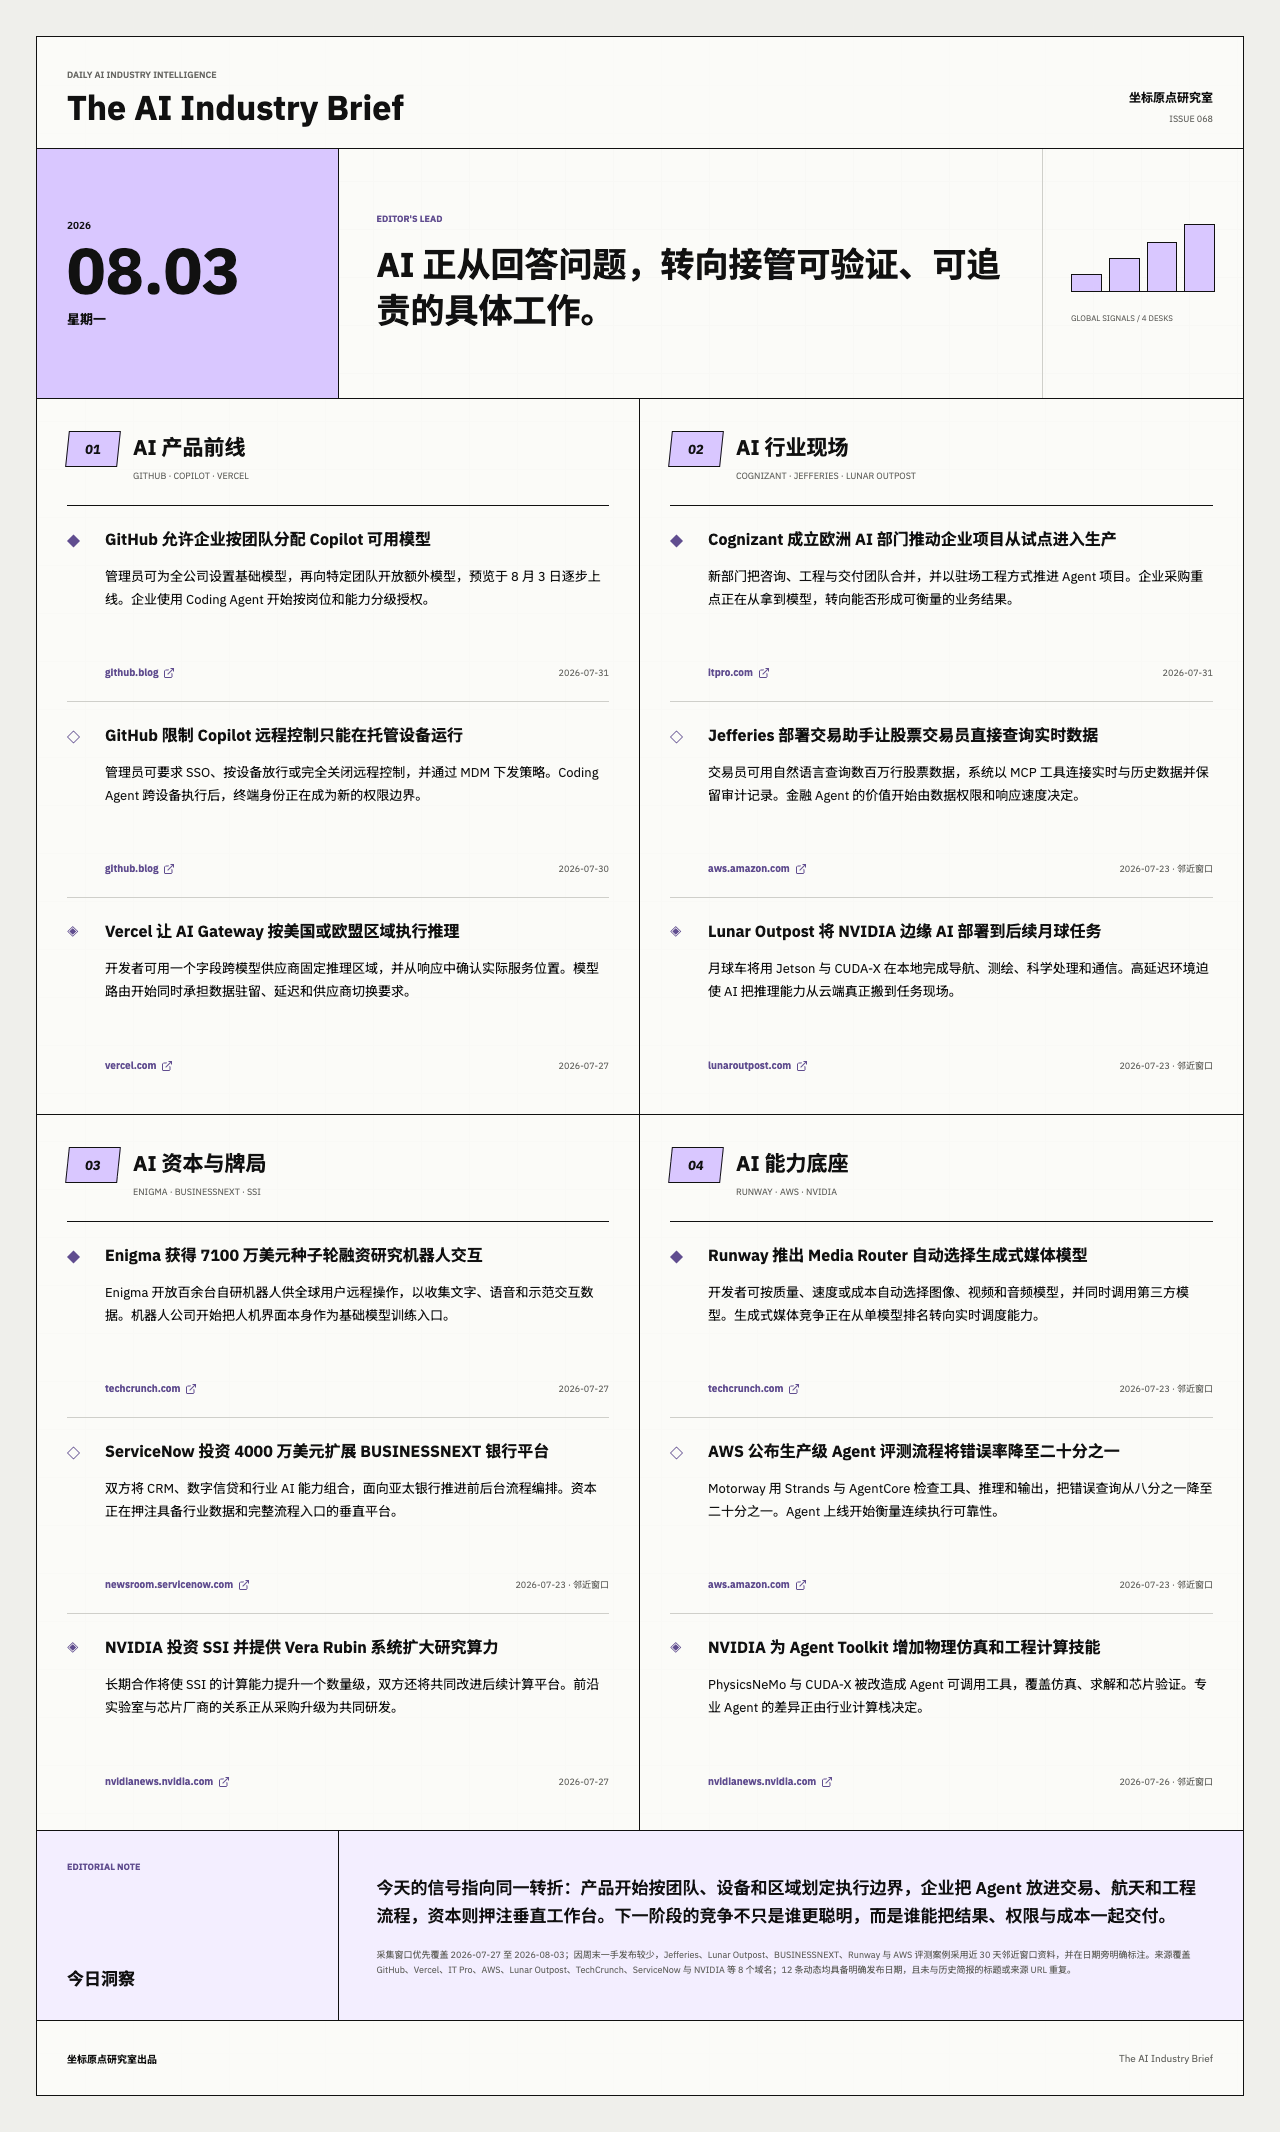 DAILY AI INDUSTRY INTELLIGENCE
The AI Industry Brief
坐标原点研究室
ISSUE 068
2026
08.03
星期一
EDITOR'S LEAD
AI 正从回答问题，转向接管可验证、可追
责的具体工作。
GLOBAL SIGNALS / 4 DESKS
01
AI 产品前线
GITHUB · COPILOT · VERCEL
GitHub 允许企业按团队分配 Copilot 可用模型
管理员可为全公司设置基础模型，再向特定团队开放额外模型，预览于 8 月 3 日逐步上
线。企业使用 Coding Agent 开始按岗位和能力分级授权。
github.blog
2026-07-31
GitHub 限制 Copilot 远程控制只能在托管设备运行
管理员可要求 SSO、按设备放行或完全关闭远程控制，并通过 MDM 下发策略。Coding
Agent 跨设备执行后，终端身份正在成为新的权限边界。
github.blog
2026-07-30
Vercel 让 AI Gateway 按美国或欧盟区域执行推理
开发者可用一个字段跨模型供应商固定推理区域，并从响应中确认实际服务位置。模型
路由开始同时承担数据驻留、延迟和供应商切换要求。
vercel.com
2026-07-27
02
AI 行业现场
COGNIZANT · JEFFERIES · LUNAR OUTPOST
Cognizant 成立欧洲 AI 部门推动企业项目从试点进入生产
新部门把咨询、工程与交付团队合并，并以驻场工程方式推进 Agent 项目。企业采购重
点正在从拿到模型，转向能否形成可衡量的业务结果。
itpro.com
2026-07-31
Jefferies 部署交易助手让股票交易员直接查询实时数据
交易员可用自然语言查询数百万行股票数据，系统以 MCP 工具连接实时与历史数据并保
留审计记录。金融 Agent 的价值开始由数据权限和响应速度决定。
aws.amazon.com
2026-07-23 · 邻近窗口
Lunar Outpost 将 NVIDIA 边缘 AI 部署到后续月球任务
月球车将用 Jetson 与 CUDA-X 在本地完成导航、测绘、科学处理和通信。高延迟环境迫
使 AI 把推理能力从云端真正搬到任务现场。
lunaroutpost.com
2026-07-23 · 邻近窗口
03
AI 资本与牌局
ENIGMA · BUSINESSNEXT · SSI
Enigma 获得 7100 万美元种子轮融资研究机器人交互
Enigma 开放百余台自研机器人供全球用户远程操作，以收集文字、语音和示范交互数
据。机器人公司开始把人机界面本身作为基础模型训练入口。
techcrunch.com
2026-07-27
ServiceNow 投资 4000 万美元扩展 BUSINESSNEXT 银行平台
双方将 CRM、数字信贷和行业 AI 能力组合，面向亚太银行推进前后台流程编排。资本
正在押注具备行业数据和完整流程入口的垂直平台。
newsroom.servicenow.com
2026-07-23 · 邻近窗口
NVIDIA 投资 SSI 并提供 Vera Rubin 系统扩大研究算力
长期合作将使 SSI 的计算能力提升一个数量级，双方还将共同改进后续计算平台。前沿
实验室与芯片厂商的关系正从采购升级为共同研发。
nvidianews.nvidia.com
2026-07-27
04
AI 能力底座
RUNWAY · AWS · NVIDIA
Runway 推出 Media Router 自动选择生成式媒体模型
开发者可按质量、速度或成本自动选择图像、视频和音频模型，并同时调用第三方模
型。生成式媒体竞争正在从单模型排名转向实时调度能力。
techcrunch.com
2026-07-23 · 邻近窗口
AWS 公布生产级 Agent 评测流程将错误率降至二十分之一
Motorway 用 Strands 与 AgentCore 检查工具、推理和输出，把错误查询从八分之一降至
二十分之一。Agent 上线开始衡量连续执行可靠性。
aws.amazon.com
2026-07-23 · 邻近窗口
NVIDIA 为 Agent Toolkit 增加物理仿真和工程计算技能
PhysicsNeMo 与 CUDA-X 被改造成 Agent 可调用工具，覆盖仿真、求解和芯片验证。专
业 Agent 的差异正由行业计算栈决定。
nvidianews.nvidia.com
2026-07-26 · 邻近窗口
EDITORIAL NOTE
今日洞察
今天的信号指向同一转折：产品开始按团队、设备和区域划定执行边界，企业把 Agent 放进交易、航天和工程
流程，资本则押注垂直工作台。下一阶段的竞争不只是谁更聪明，而是谁能把结果、权限与成本一起交付。
采集窗口优先覆盖 2026-07-27 至 2026-08-03；因周末一手发布较少，Jefferies、Lunar Outpost、BUSINESSNEXT、Runway 与 AWS 评测案例采用近 30 天邻近窗口资料，并在日期旁明确标注。来源覆盖
GitHub、Vercel、IT Pro、AWS、Lunar Outpost、TechCrunch、ServiceNow 与 NVIDIA 等 8 个域名；12 条动态均具备明确发布日期，且未与历史简报的标题或来源 URL 重复。
坐标原点研究室出品
The AI Industry Brief